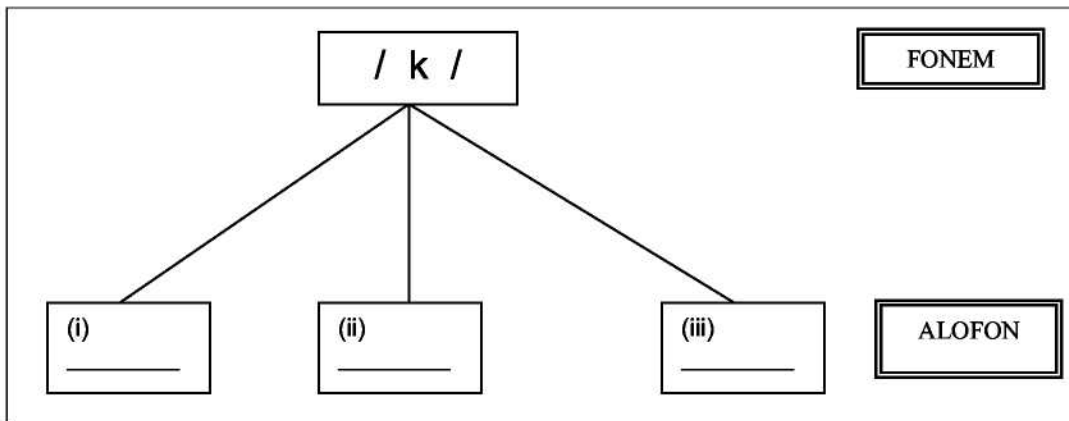 / k /
FONEM
(i)
(ii)
(iii)
ALOFON